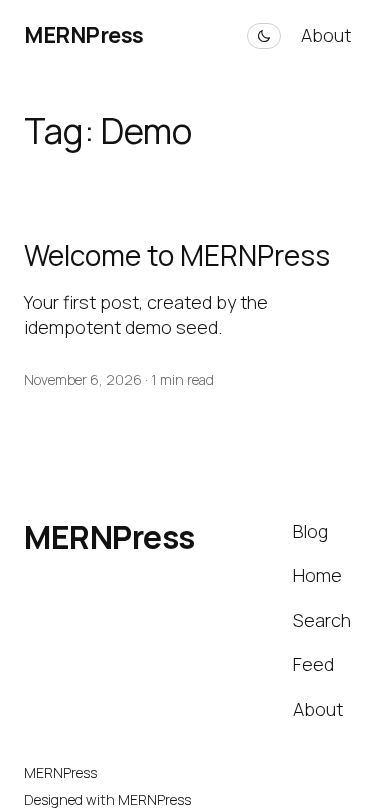 MERNPress
About
Tag: Demo
Welcome to MERNPress
Your first post, created by the
idempotent demo seed.
November 6, 2026 · 1 min read
MERNPress
Blog
Home
Search
Feed
About
MERNPress
Designed with MERNPress